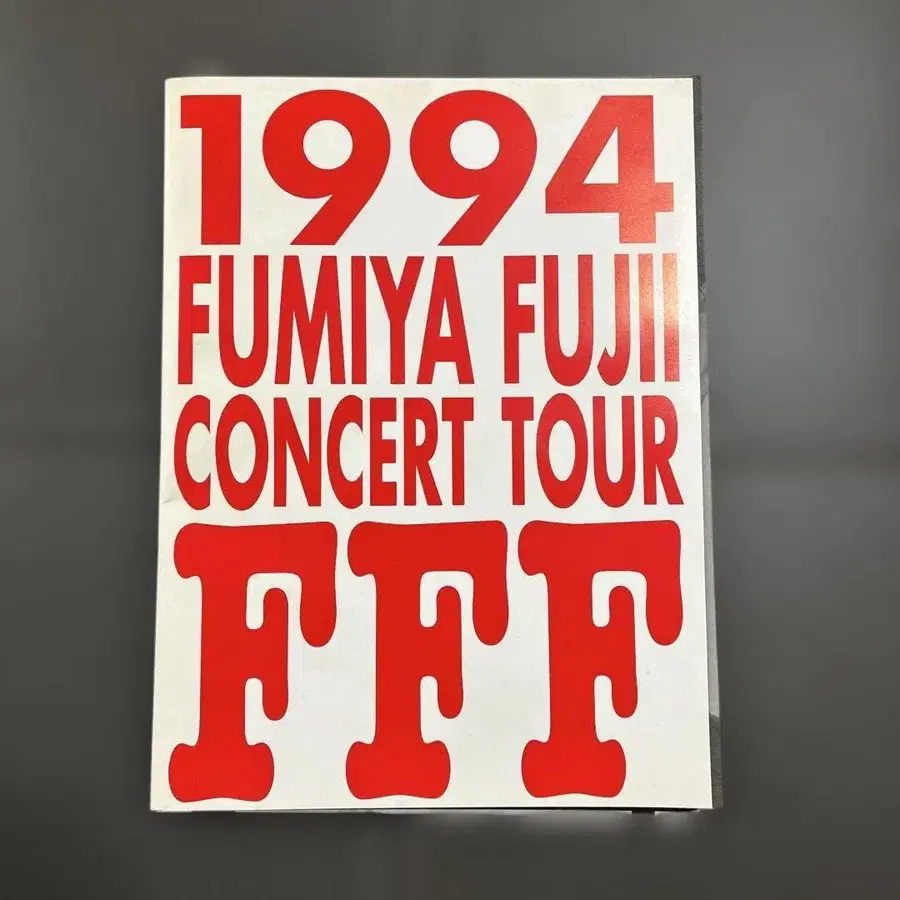 1994
FUMIYA FUJII
CONCERT TOUR
FFF